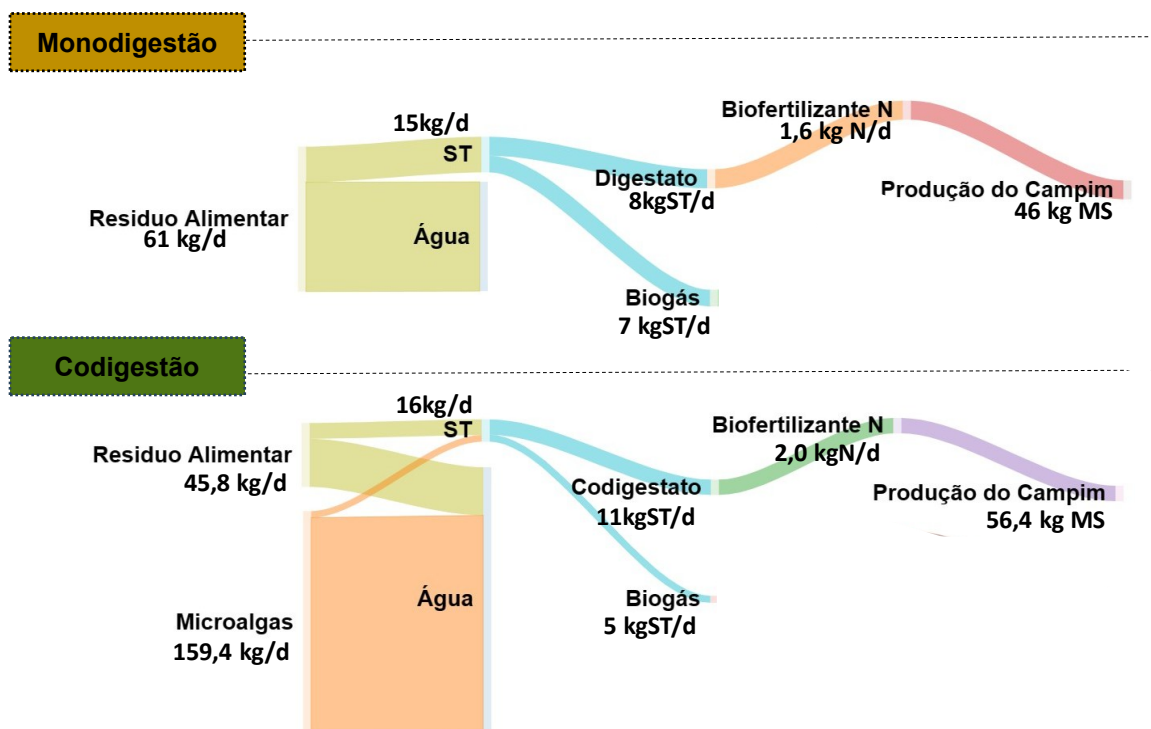 Monodigestão
15kg/d
ST
Residuo Alimentar
61 kg/d
Água
Digestato
8kgST/d
Biogás
7 kgST/d
Biofertilizante N
1,6 kg N/d
Produção do Campim
46 kg MS
Codigestão
16kg/d
ST
Residuo Alimentar
45,8 kg/d
Microalgas
159,4 kg/d
Água
Codigestato
11kgST/d
Biogás
5 kgST/d
Biofertilizante N
2,0 kgN/d
Produção do Campim
56,4 kg MS